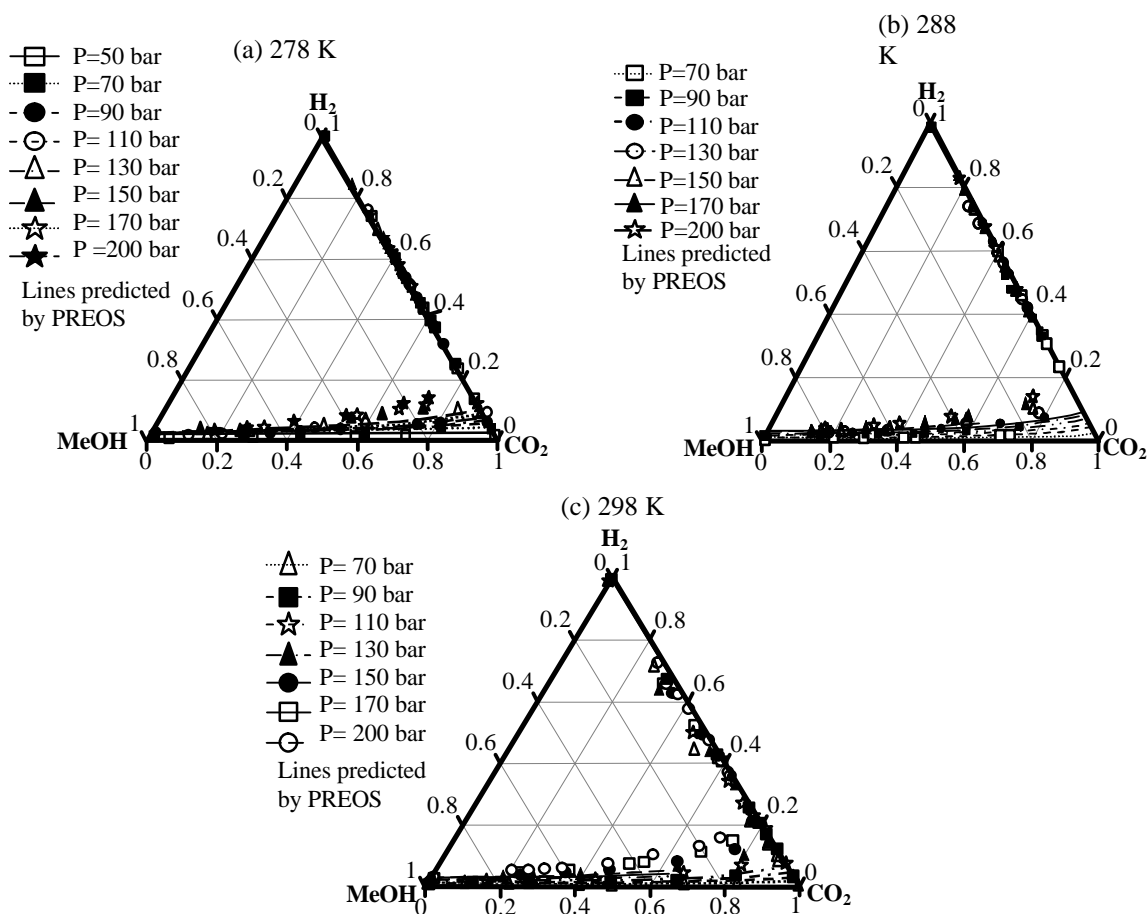 (a) 278 K
P=50 bar
P=70 bar
P=90 bar
P= 110 bar
P= 130 bar
P= 150 bar
P= 170 bar
P =200 bar
Lines predicted
by PREOS
H2
0 1
0.2 0.8
0.4 0.6
0.6 0.4
0.8 0.2
1 0
MeOH CO2
0 0.2 0.4 0.6 0.8 1
(b) 288
K
P=70 bar
P=90 bar
P=110 bar
P=130 bar
P=150 bar
P=170 bar
P=200 bar
Lines predicted
by PREOS
H2
0 1
0.2 0.8
0.4 0.6
0.6 0.4
0.8 0.2
1 0
MeOH CO2
0 0.2 0.4 0.6 0.8 1
(c) 298 K
P= 70 bar
P= 90 bar
P= 110 bar
P= 130 bar
P= 150 bar
P= 170 bar
P= 200 bar
Lines predicted
by PREOS
H2
0 1
0.2 0.8
0.4 0.6
0.6 0.4
0.8 0.2
1 0
MeOH CO2
0 0.2 0.4 0.6 0.8 1